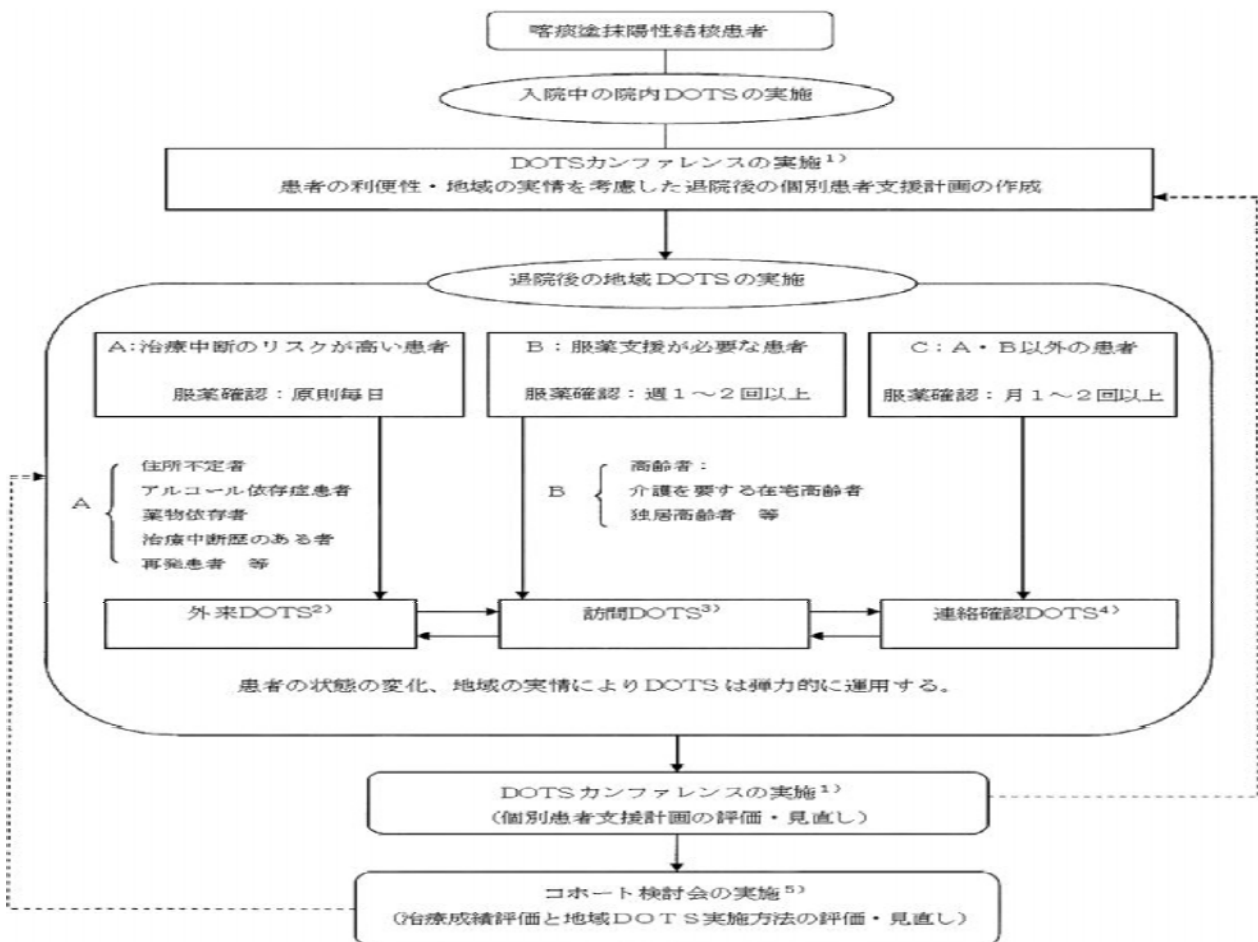 喀痰塗抹陽性結核患者
入院中の院内DOTSの実施
DOTSカンファレンスの実施1)
患者の利便性・地域の実情を考慮した退院後の個別患者支援計画の作成
退院後の地域DOTSの実施
A:治療中断のリスクが高い患者
服薬確認:原則毎日
B:服薬支援が必要な患者
服薬確認:週1~2回以上
C:A・B以外の患者
服薬確認:月1~2回以上
A
住所不定者
アルコール依存症患者
薬物依存者
治療中断歴のある者
再発患者 等
B
高齢者:
介護を要する在宅高齢者
独居高齢者 等
外来DOTS2)
訪問DOTS3)
連絡確認DOTS4)
患者の状態の変化、地域の実情によりDOTSは弾力的に運用する。
DOTSカンファレンスの実施1)
(個別患者支援計画の評価・見直し)
コホート検討会の実施5)
(治療成績評価と地域DOTS実施方法の評価・見直し)